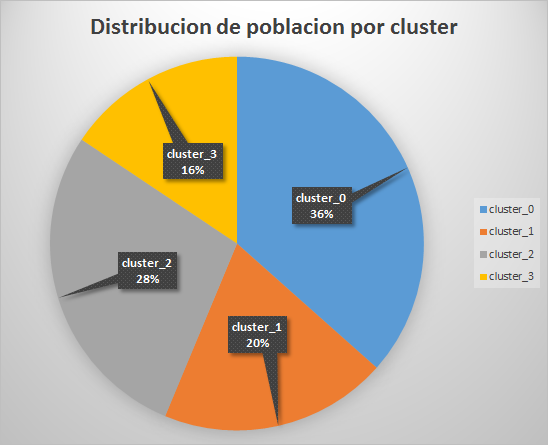 Distribucion de poblacion por cluster
cluster_3
16%
cluster_0
36%
cluster_2
28%
cluster_1
20%
cluster_0
cluster_1
cluster_2
cluster_3